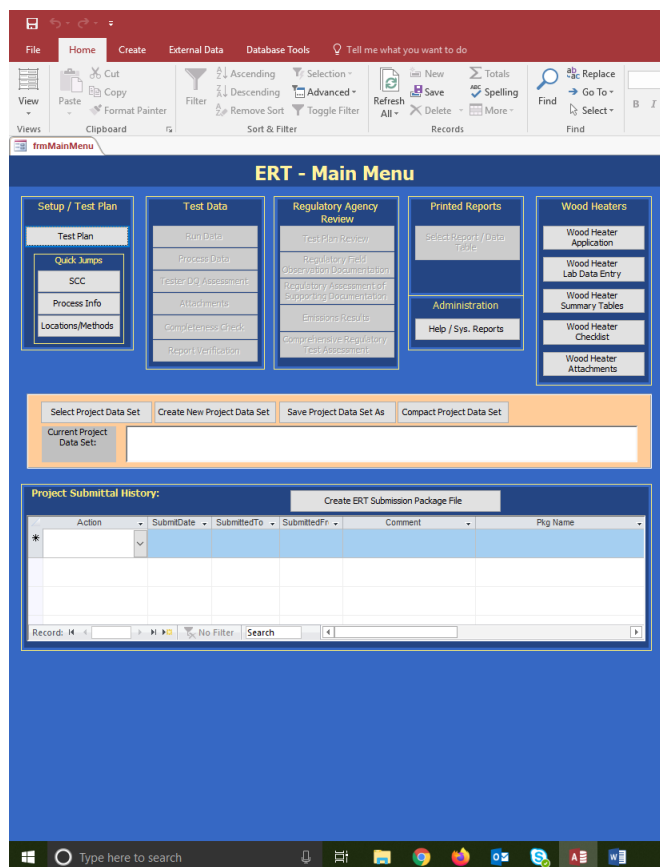 File Home Create External Data Database Tools Tell me what you want to do
View
Views
Paste
Cut
Copy
Format Painter
Clipboard
Filter
Ascending
Descending
Remove Sort
Selection
Advanced
Toggle Filter
Sort & Filter
Refresh
All
New
Save
Delete
Totals
Spelling
More
Records
Find
Replace
Go To
Select
Find
B I
frmMainMenu
ERT - Main Menu
Setup / Test Plan
Test Plan
Quick Jumps
SCC
Process Info
Locations/Methods
Test Data
Run Data
Process Data
Tester DQ Assessment
Attachments
Completeness Check
Report Verification
Regulatory Agency
Review
Test Plan Review
Regulatory Field
Observation Documentation
Regulatory Assessment of
Supporting Documentation
Emissions Results
Comprehensive Regulatory
Test Assessment
Printed Reports
Select Report / Data
Table
Administration
Help / Sys. Reports
Wood Heaters
Wood Heater
Application
Wood Heater
Lab Data Entry
Wood Heater
Summary Tables
Wood Heater
Checklist
Wood Heater
Attachments
Select Project Data Set Create New Project Data Set Save Project Data Set As Compact Project Data Set
Current Project
Data Set:
Project Submittal History:
Create ERT Submission Package File
Action SubmitDate SubmittedTo SubmittedFr Comment Pkg Name
Record: No Filter Search
Type here to search